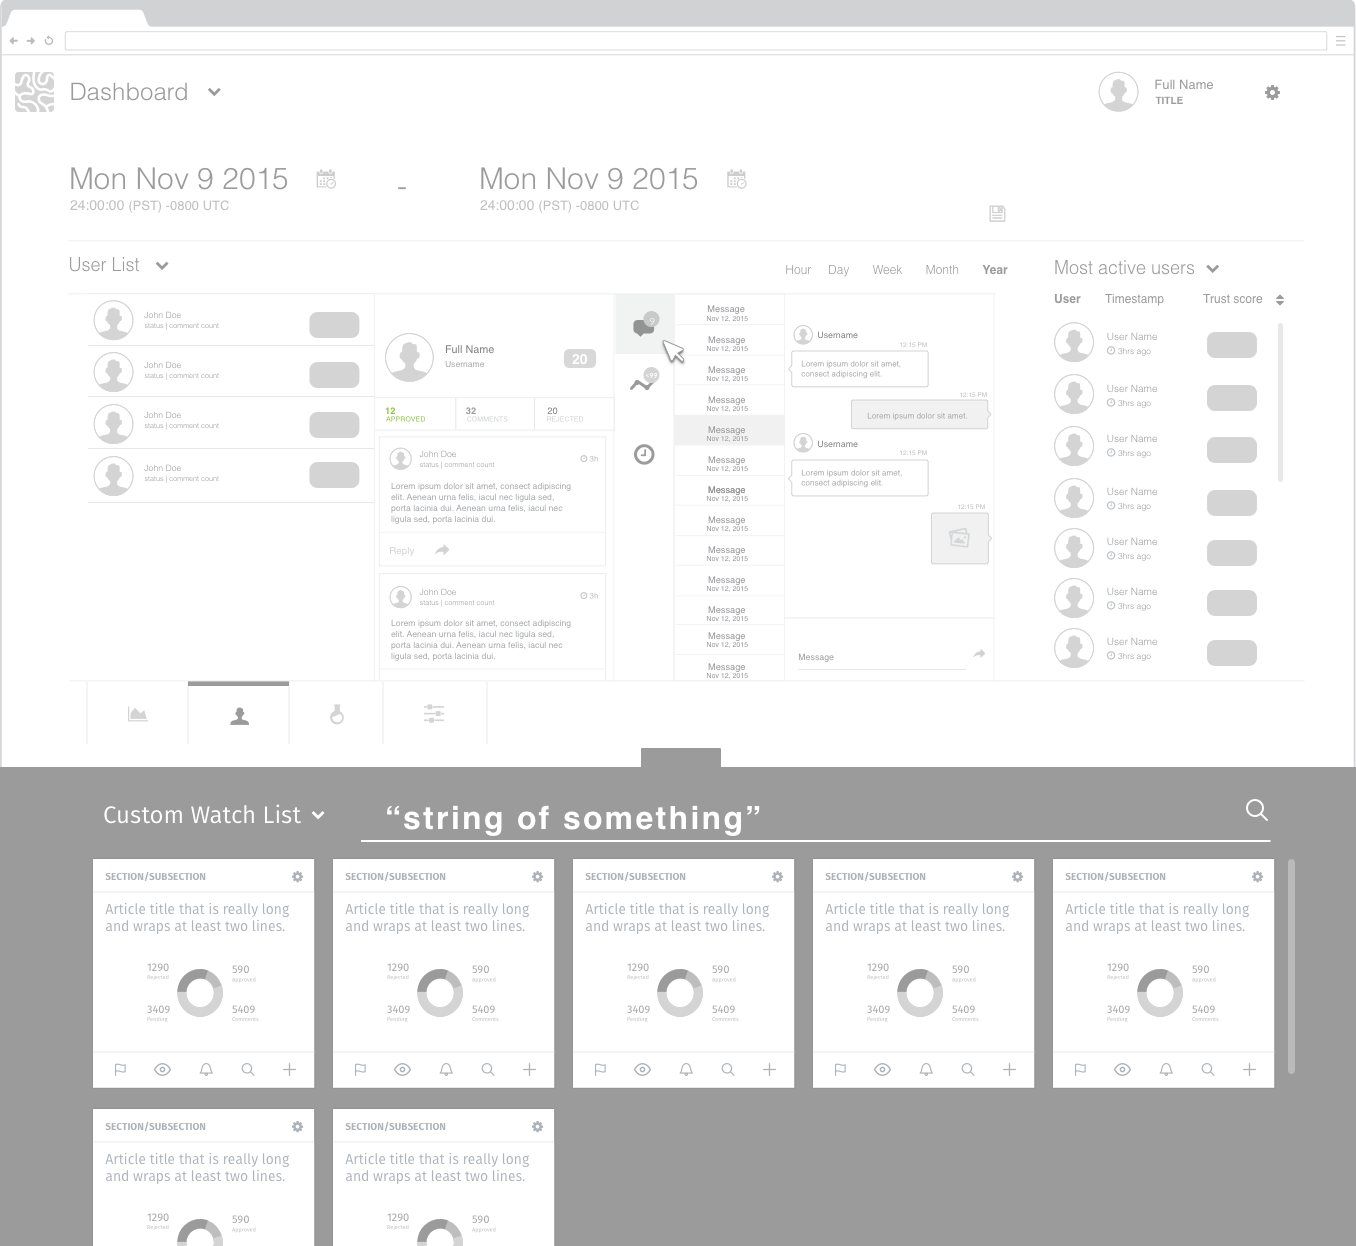 Dashboard
Full Name
TITLE
Mon Nov 9 2015
-
Mon Nov 9 2015
24:00:00 (PST) -0800 UTC
24:00:00 (PST) -0800 UTC
User List
Hour Day Week Month Year
Most active users
User Timestamp Trust score
John Doe
status | comment count
John Doe
status | comment count
John Doe
status | comment count
John Doe
status | comment count
Full Name
Username
20
12
APPROVED
32
COMMENTS
20
REJECTED
John Doe
status | comment count
3h
Lorem ipsum dolor sit amet, consect adipiscing
elit. Aenean urna felis, iacul nec ligula sed,
porta lacinia dui. Aenean urna felis, iacul nec
ligula sed, porta lacinia dui.
Reply
John Doe
status | comment count
3h
Lorem ipsum dolor sit amet, consect adipiscing
elit. Aenean urna felis, iacul nec ligula sed,
porta lacinia dui. Aenean urna felis, iacul nec
ligula sed, porta lacinia dui.
9
<99
Message
Nov 12, 2015
Message
Nov 12, 2015
Message
Nov 12, 2015
Message
Nov 12, 2015
Message
Nov 12, 2015
Message
Nov 12, 2015
Message
Nov 12, 2015
Message
Nov 12, 2015
Message
Nov 12, 2015
Message
Nov 12, 2015
Message
Nov 12, 2015
Message
Nov 12, 2015
Message
Nov 12, 2015
Username
12:15 PM
Lorem ipsum dolor sit amet,
consect adipiscing elit.
12:15 PM
Lorem ipsum dolor sit amet.
Username
12:15 PM
Lorem ipsum dolor sit amet,
consect adipiscing elit.
12:15 PM
Message
User Name
3hrs ago
User Name
3hrs ago
User Name
3hrs ago
User Name
3hrs ago
User Name
3hrs ago
User Name
3hrs ago
User Name
3hrs ago
Custom Watch List
“string of something”
SECTION/SUBSECTION
Article title that is really long
and wraps at least two lines.
1290
Rejected
590
Approved
3409
Pending
5409
Comments
SECTION/SUBSECTION
Article title that is really long
and wraps at least two lines.
1290
Rejected
590
Approved
3409
Pending
5409
Comments
SECTION/SUBSECTION
Article title that is really long
and wraps at least two lines.
1290
Rejected
590
Approved
3409
Pending
5409
Comments
SECTION/SUBSECTION
Article title that is really long
and wraps at least two lines.
1290
Rejected
590
Approved
3409
Pending
5409
Comments
SECTION/SUBSECTION
Article title that is really long
and wraps at least two lines.
1290
Rejected
590
Approved
3409
Pending
5409
Comments
SECTION/SUBSECTION
Article title that is really long
and wraps at least two lines.
1290
Rejected
590
Approved
SECTION/SUBSECTION
Article title that is really long
and wraps at least two lines.
1290
Rejected
590
Approved